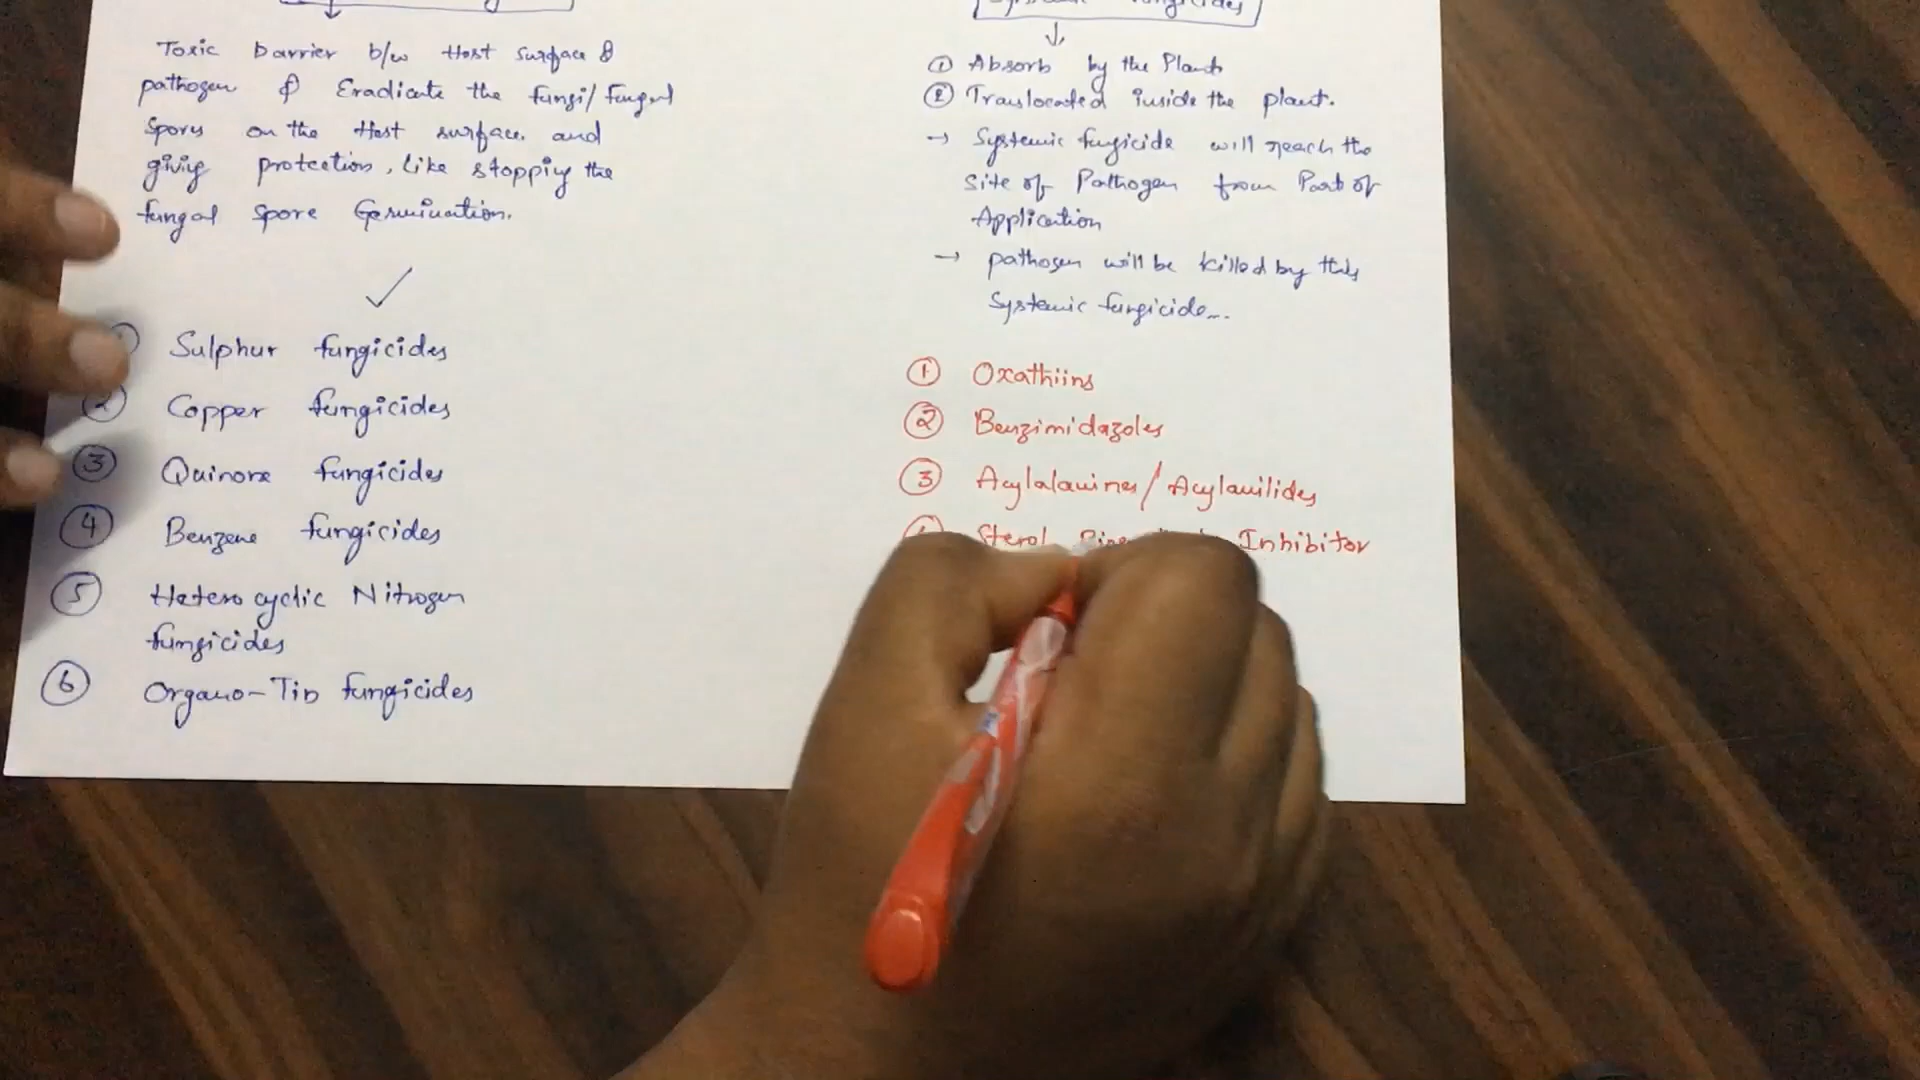 Toxic barrier b/w Host surface &
pathogen & Eradicate the fungi/fungal
Spors on the Host surface and
giving protcetion, like stopping the
fungal spore Germination.
Sulphur fungicides
② Copper fungicides
③ Quinone fungicides
④ Benzene fungicides
⑤ Hetero cyclic Nitrogen
fungicides
⑥ Organo-Tin fungicides
fungicides
① Absorb by the Plant
② Translocated inside the plant.
→ Systemic fungicide will reach the
Site of Pathogen from Part of
Application
→ pathogen will be killed by this
Systemic fungicide...
① Oxathiins
② Benzimidazoles
③ Acylalanines/Acylanilides
Sterol Inhibitor